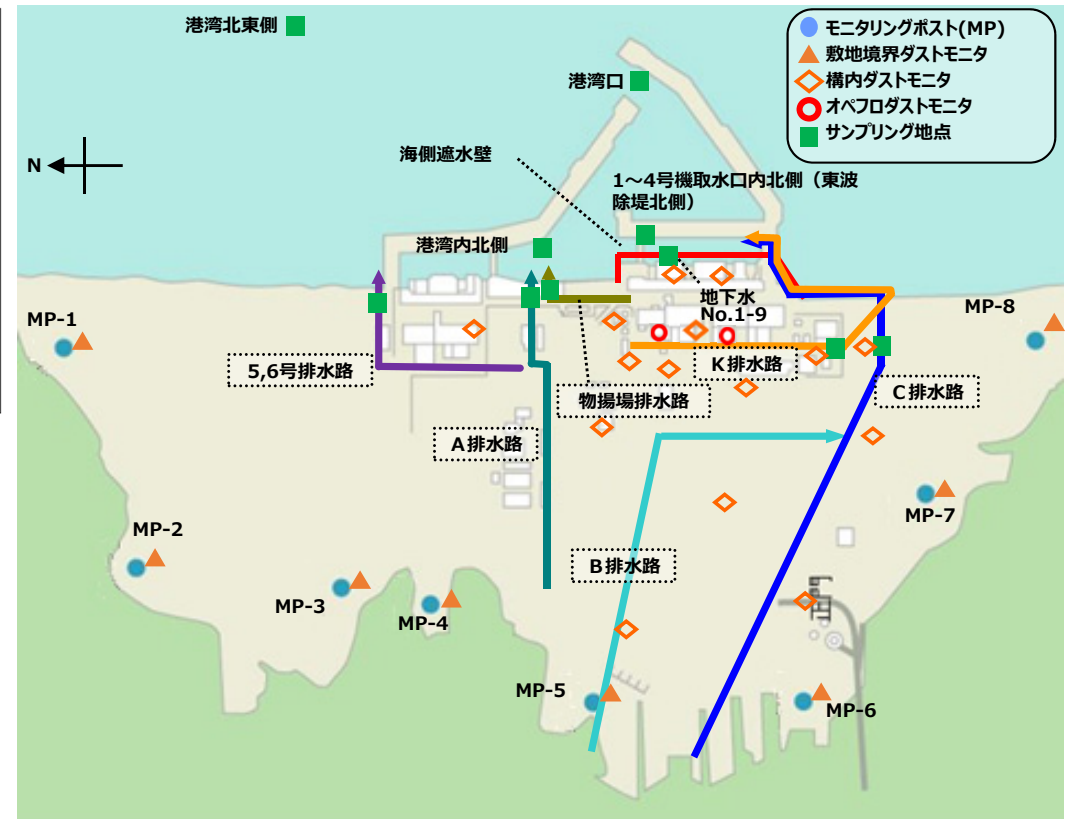 港湾北東側
モニタリングポスト(MP)
敷地境界ダストモニタ
構内ダストモニタ
オペフロダストモニタ
サンプリング地点
港湾口
N
海側遮水壁
1～4号機取水口内北側（東波
除堤北側）
港湾内北側
地下水
No.1-9
MP-8
MP-1
5,6号排水路
K排水路
物揚場排水路
C排水路
A排水路
MP-7
MP-2
B排水路
MP-3
MP-4
MP-5
MP-6